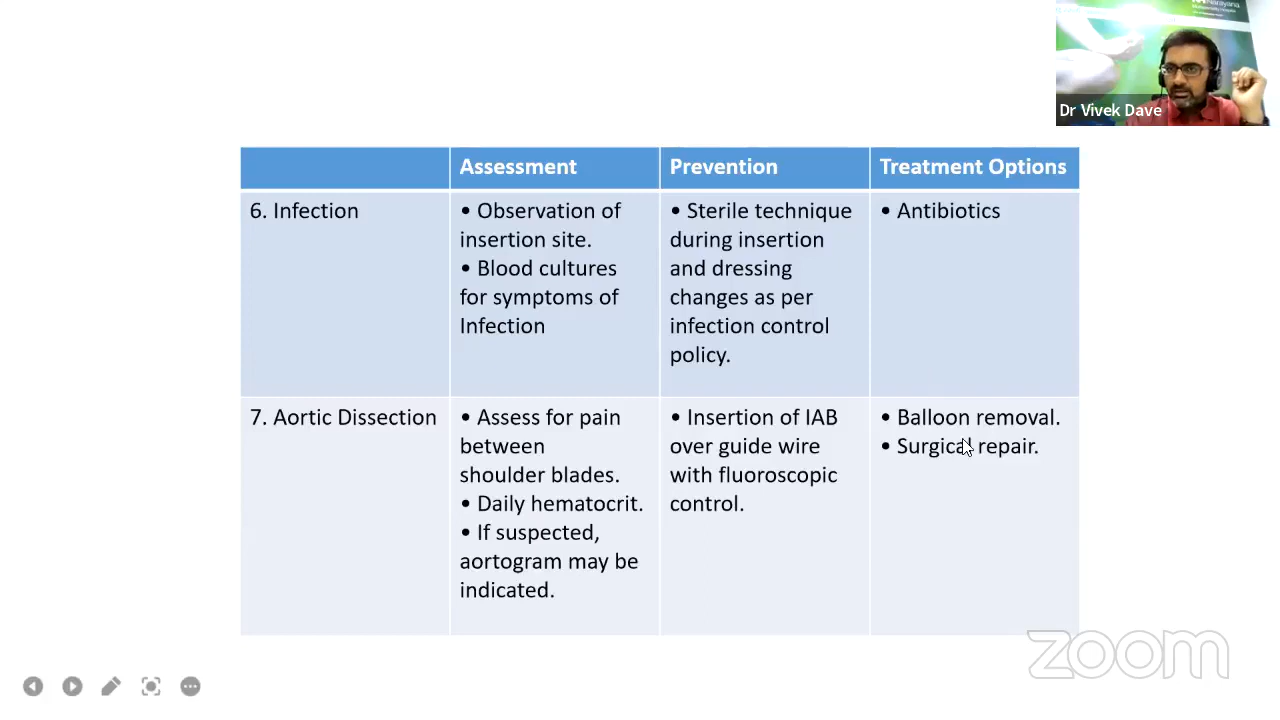 narayana
Dr Vivek Dave
Assessment
Prevention
Treatment Options
6. Infection
• Observation of
insertion site.
• Blood cultures
for symptoms of
Infection
• Sterile technique
during insertion
and dressing
changes as per
infection control
policy.
• Antibiotics
7. Aortic Dissection
• Assess for pain
between
shoulder blades.
• Daily hematocrit.
• If suspected,
aortogram may be
indicated.
• Insertion of IAB
over guide wire
with fluoroscopic
control.
• Balloon removal.
• Surgical repair.
zoom